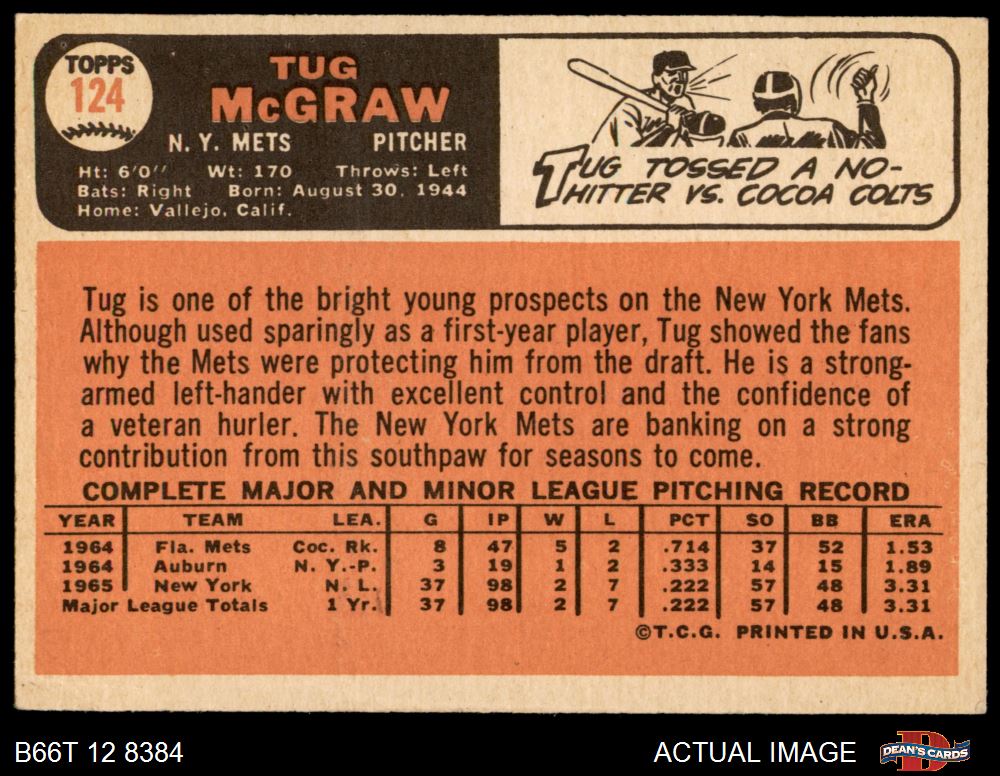 TOPPS
124
TUG
McGRAW
N. Y. METS PITCHER
Ht: 6'0" Wt: 170 Throws: Left
Bats: Right Born: August 30, 1944
Home: Vallejo, Calif.
TUG TOSSED A NO-
HITTER VS. COCOA COLTS
Tug is one of the bright young prospects on the New York Mets.
Although used sparingly as a first-year player, Tug showed the fans
why the Mets were protecting him from the draft. He is a strong-
armed left-hander with excellent control and the confidence of
a veteran hurler. The New York Mets are banking on a strong
contribution from this southpaw for seasons to come.
COMPLETE MAJOR AND MINOR LEAGUE PITCHING RECORD
YEAR TEAM LEA. G IP W L PCT SO BB ERA
1964 Fla. Mets Coc. Rk. 8 47 5 2 .714 37 52 1.53
1964 Auburn N. Y.-P. 3 19 1 2 .333 14 15 1.89
1965 New York N. L. 37 98 2 7 .222 57 48 3.31
Major League Totals 1 Yr. 37 98 2 7 .222 57 48 3.31
©T.C.G. PRINTED IN U.S.A.
B66T 12 8384 ACTUAL IMAGE D DEAN'S CARDS